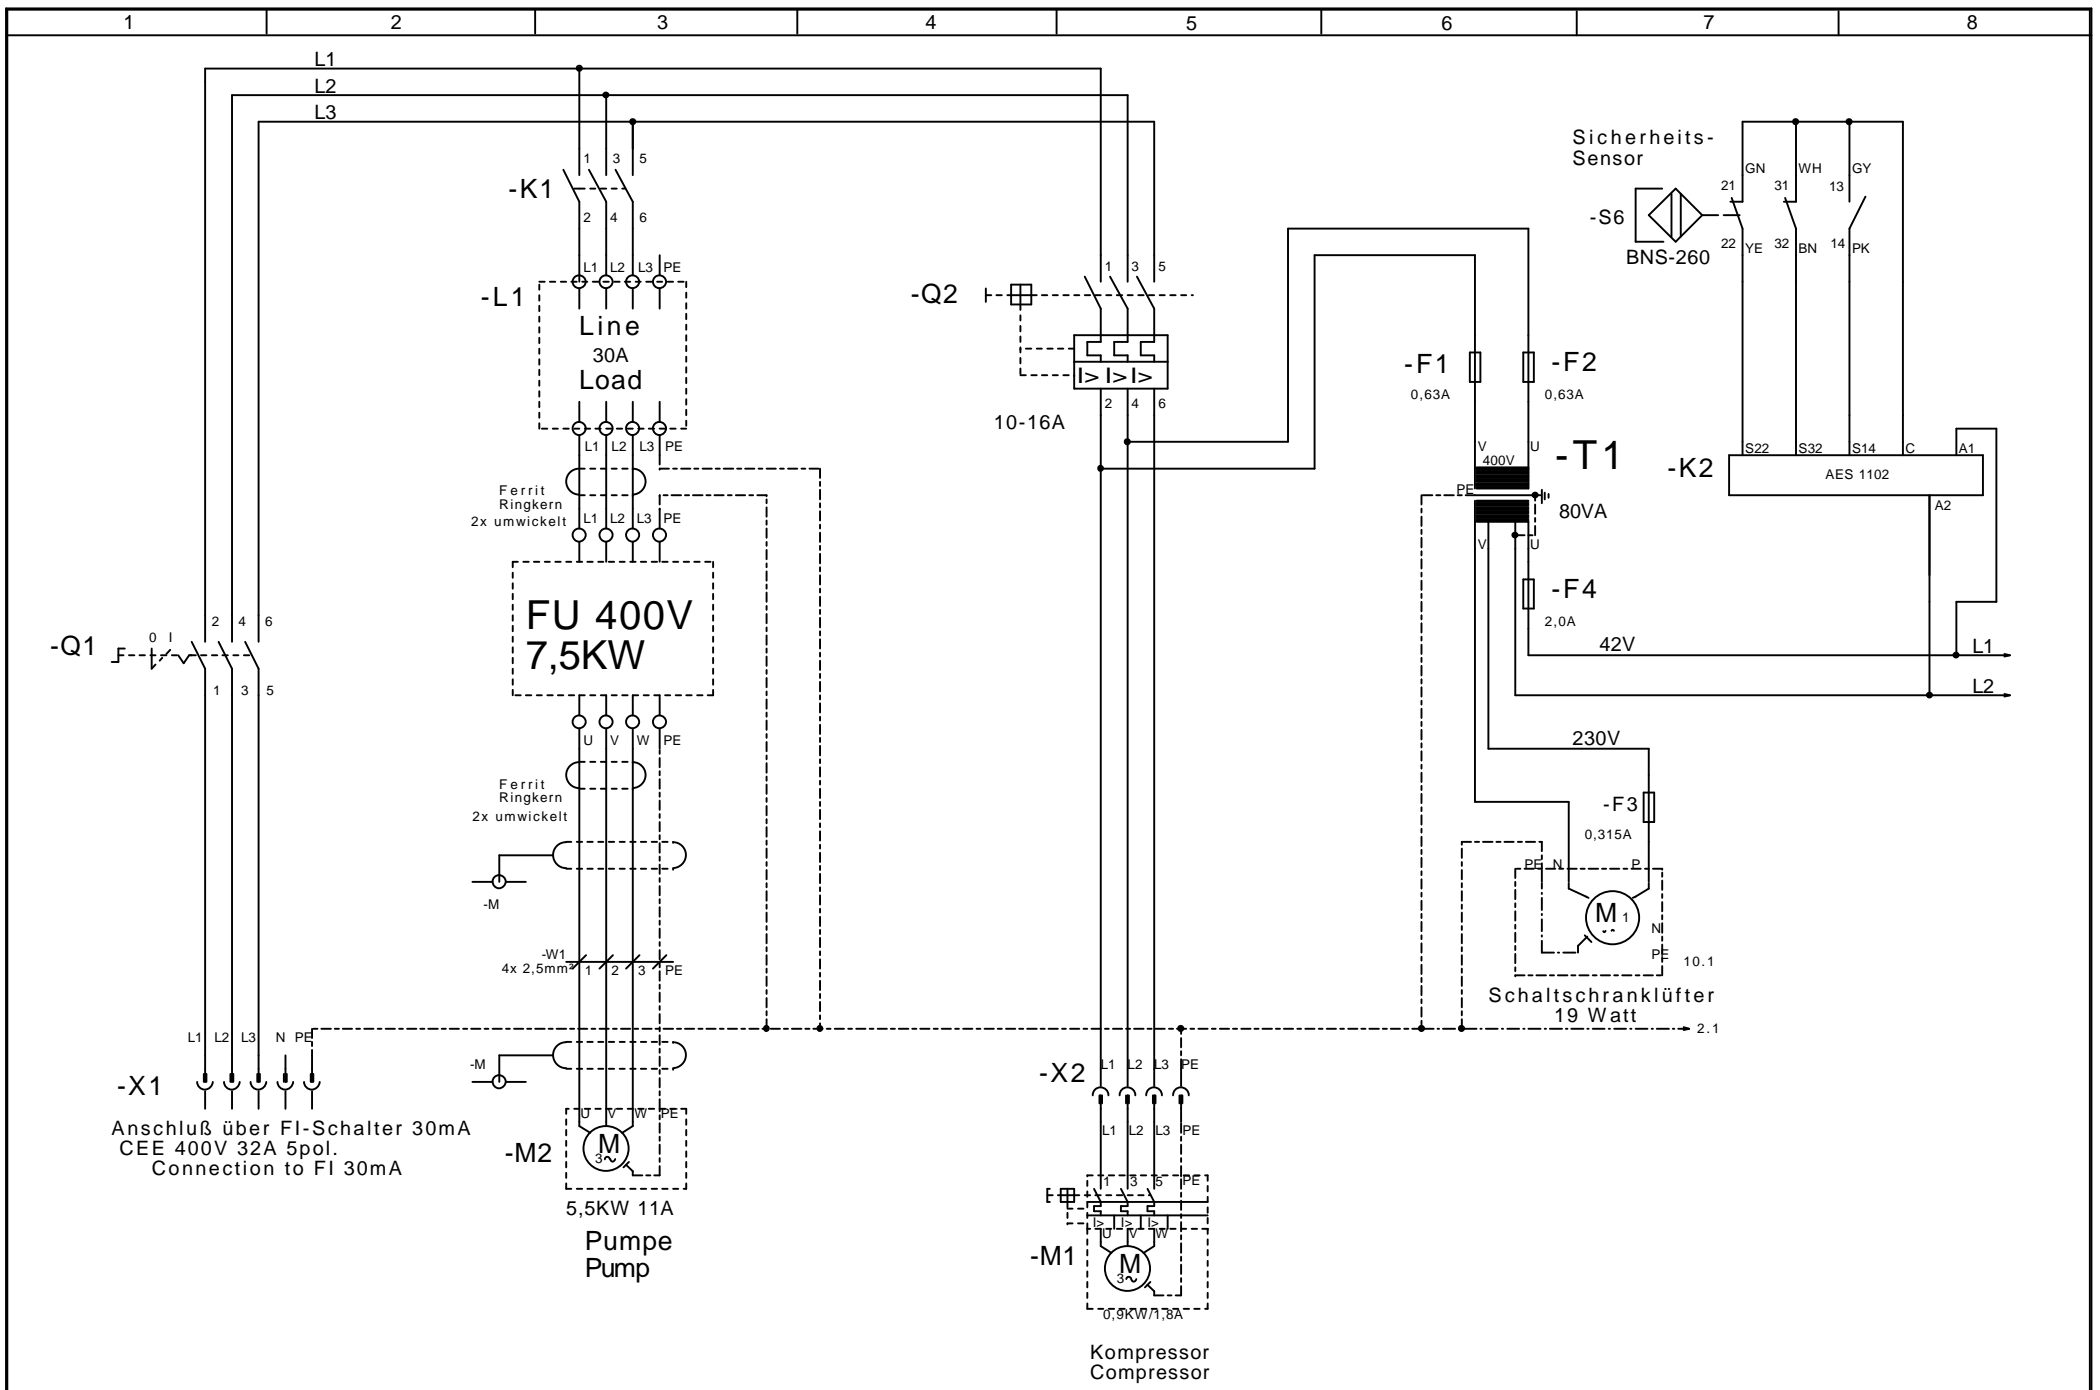 1 2 3 4 5 6 7 8
L1
L2
L3
-K1
1 3 5
2 4 6
-L1
L1 L2 L3 PE
Line
30A
Load
L1 L2 L3 PE
Ferrit
Ringkern
2x umwickelt
L1 L2 L3 PE
FU 400V
7,5KW
U V W PE
Ferrit
Ringkern
2x umwickelt
-M
-W1
4x 2,5mm²
1 2 3 PE
-M
U V W PE
-M2
M
3~
5,5KW 11A
Pumpe
Pump
-Q1
0 I
2 4 6
1 3 5
L1 L2 L3 N PE
-X1
Anschluß über FI-Schalter 30mA
CEE 400V 32A 5pol.
Connection to FI 30mA
-Q2
1 3 5
I> I> I>
2 4 6
10-16A
-X2
L1 L2 L3 PE
L1 L2 L3 PE
1 3 5 PE
I> I> I>
U V W
-M1
M
3~
0,9KW/1,8A
Kompressor
Compressor
-F1
0,63A
-F2
0,63A
V U
400V
-T1
PE
80VA
V U
-F4
2,0A
42V
L1
L2
230V
-F3
0,315A
PE N P
M 1
~
N
PE
10.1
Schaltschranklüfter
19 Watt
2.1
Sicherheits-
Sensor
-S6
BNS-260
GN WH GY
21 31 13
22 YE 32 BN 14 PK
-K2
S22 S32 S14 C A1
AES 1102
A2